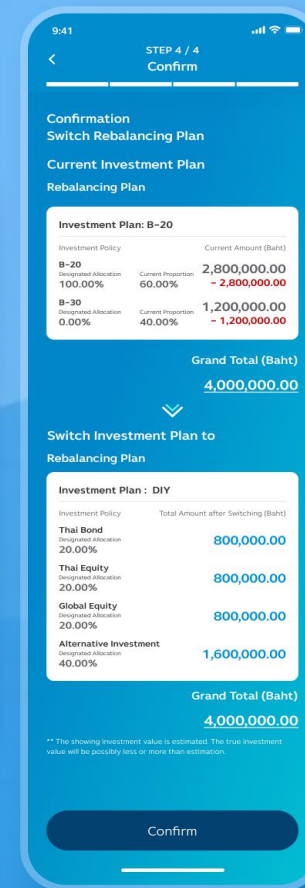 9:41
STEP 4 / 4
Confirm
Confirmation
Switch Rebalancing Plan
Current Investment Plan
Rebalancing Plan
Investment Plan: B-20
Investment Policy Current Amount (Baht)
B-20
Designated Allocation Current Proportion 2,800,000.00
100.00% 60.00% - 2,800,000.00
B-30
Designated Allocation Current Proportion 1,200,000.00
0.00% 40.00% - 1,200,000.00
Grand Total (Baht)
4,000,000.00
Switch Investment Plan to
Rebalancing Plan
Investment Plan : DIY
Investment Policy Total Amount after Switching (Baht)
Thai Bond
Designated Allocation 800,000.00
20.00%
Thai Equity
Designated Allocation 800,000.00
20.00%
Global Equity
Designated Allocation 800,000.00
20.00%
Alternative Investment
Designated Allocation 1,600,000.00
40.00%
Grand Total (Baht)
4,000,000.00
** The showing investment value is estimated. The true investment
value will be possibly less or more than estimation.
Confirm